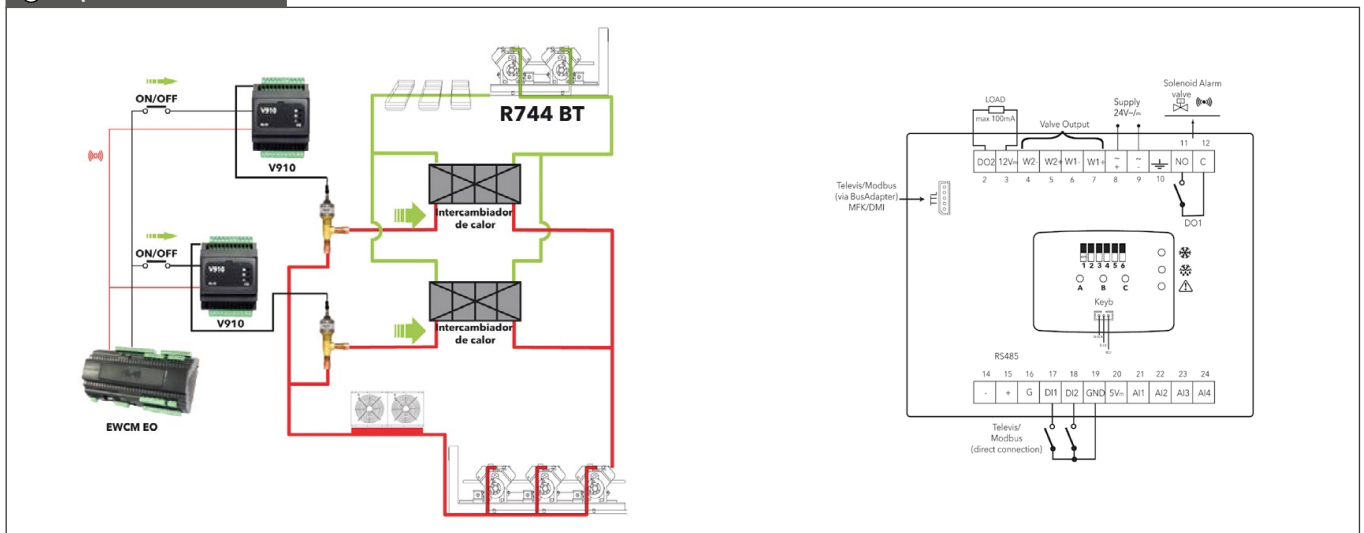 ON/OFF
V910
V910
R744 BT
Intercambiador
de calor
ON/OFF
V910
V910
Intercambiador
de calor
EWCM EO
Solenoid Alarm
valve
LOAD
max 100mA
Supply
24V~/⎓
Valve Output
11 12
DO2 12V⎓ W2- W2+ W1- W1+ ~+ ~- NO C
2 3 4 5 6 7 8 9 10
DO1
Televis/Modbus
(via BusAdapter)
MFK/DMI
TTL
1 2 3 4 5 6
A B C
Keyb
RS485
14 15 16 17 18 19 20 21 22 23 24
- + G DI1 DI2 GND 5V⎓ AI1 AI2 AI3 AI4
Televis/
Modbus
(direct connection)